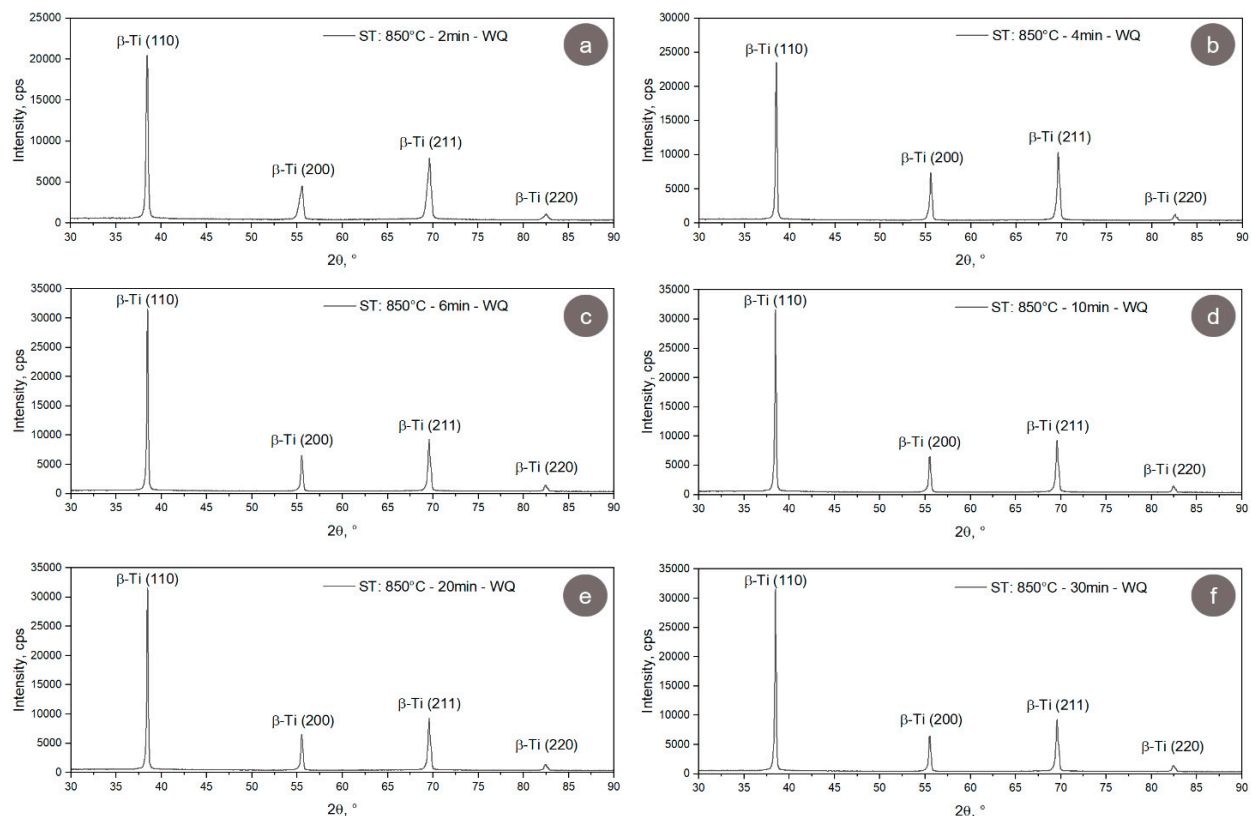 a
ST: 850°C - 2min - WQ
β-Ti (110)
β-Ti (200)
β-Ti (211)
β-Ti (220)
Intensity, cps
25000
20000
15000
10000
5000
0
30 35 40 45 50 55 60 65 70 75 80 85 90
2θ, °
b
ST: 850°C - 4min - WQ
β-Ti (110)
β-Ti (200)
β-Ti (211)
β-Ti (220)
Intensity, cps
30000
25000
20000
15000
10000
5000
0
30 35 40 45 50 55 60 65 70 75 80 85 90
2θ, °
c
ST: 850°C - 6min - WQ
β-Ti (110)
β-Ti (200)
β-Ti (211)
β-Ti (220)
Intensity, cps
35000
30000
25000
20000
15000
10000
5000
0
30 35 40 45 50 55 60 65 70 75 80 85 90
2θ, °
d
ST: 850°C - 10min - WQ
β-Ti (110)
β-Ti (200)
β-Ti (211)
β-Ti (220)
Intensity, cps
35000
30000
25000
20000
15000
10000
5000
0
30 35 40 45 50 55 60 65 70 75 80 85 90
2θ, °
e
ST: 850°C - 20min - WQ
β-Ti (110)
β-Ti (200)
β-Ti (211)
β-Ti (220)
Intensity, cps
35000
30000
25000
20000
15000
10000
5000
0
30 35 40 45 50 55 60 65 70 75 80 85 90
2θ, °
f
ST: 850°C - 30min - WQ
β-Ti (110)
β-Ti (200)
β-Ti (211)
β-Ti (220)
Intensity, cps
35000
30000
25000
20000
15000
10000
5000
0
30 35 40 45 50 55 60 65 70 75 80 85 90
2θ, °